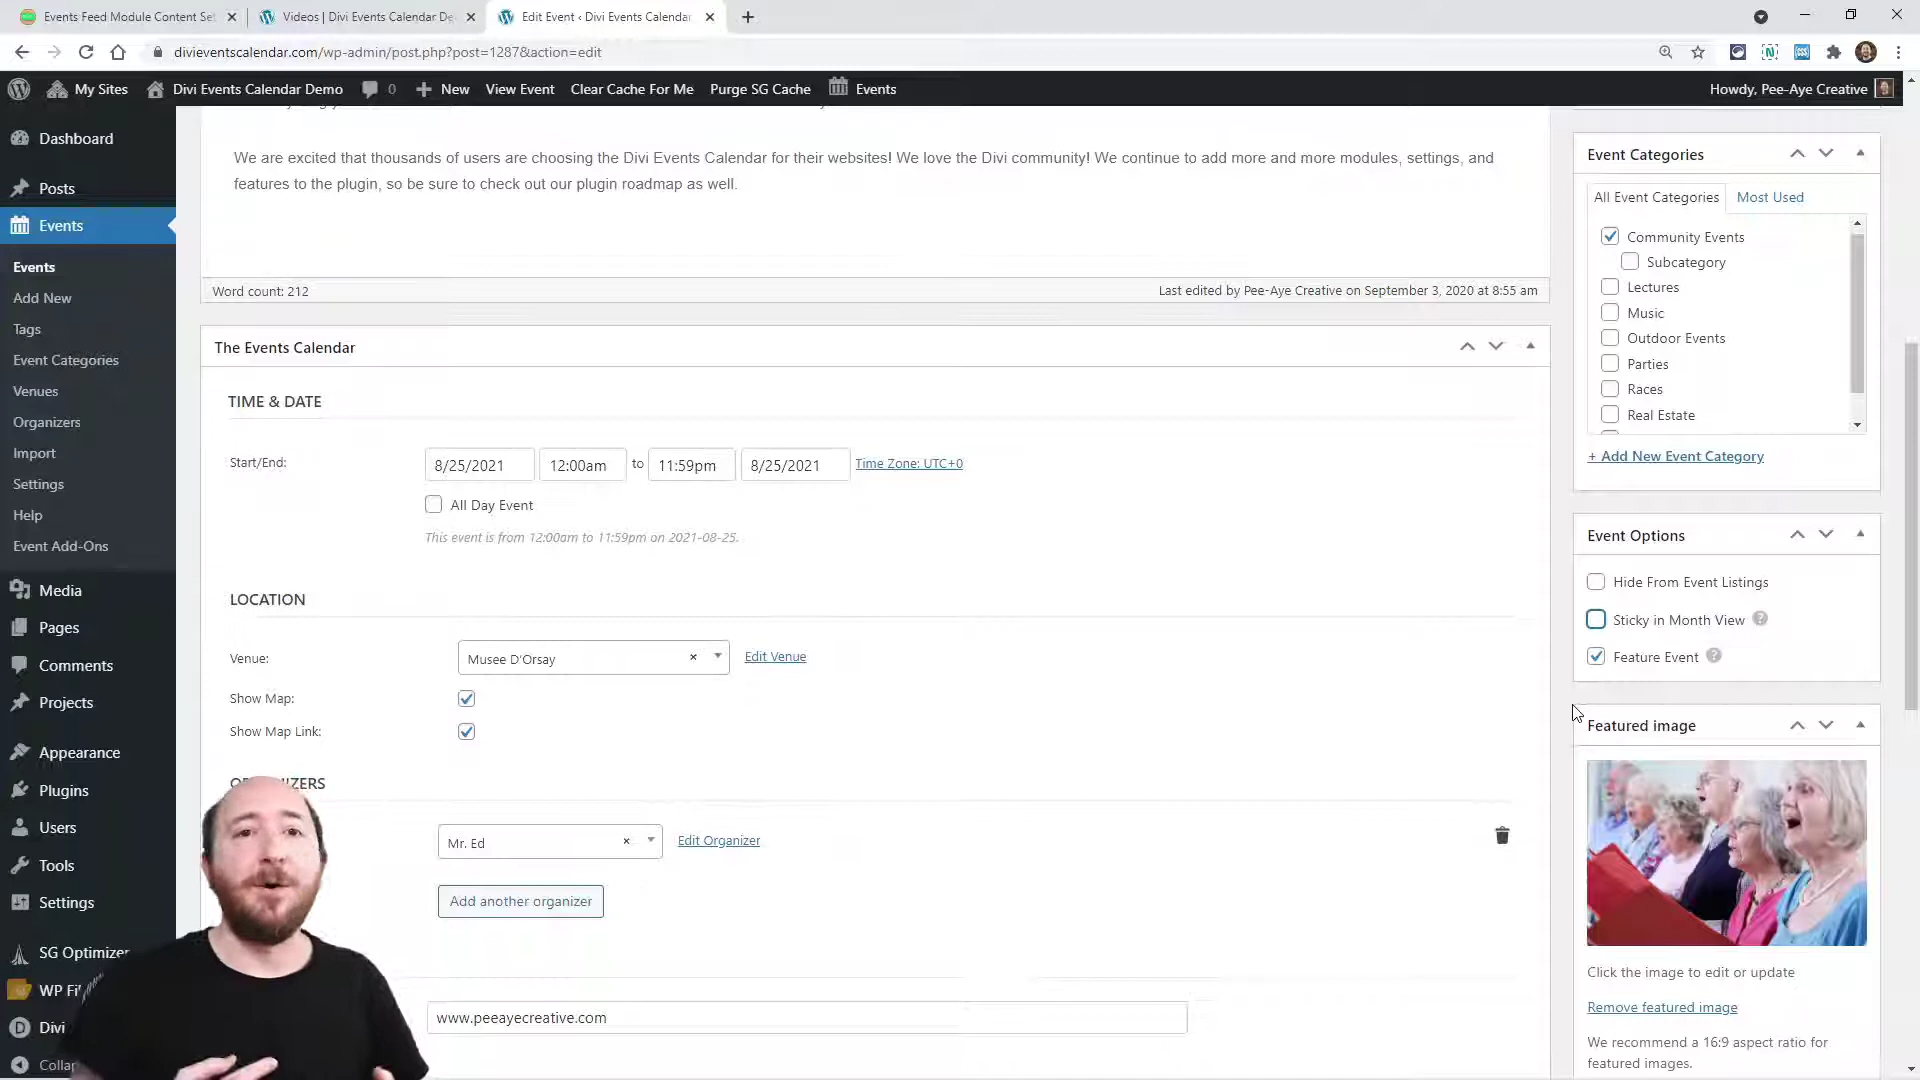 Events Feed Module Content Set
Videos | Divi Events Calendar De
Edit Event ‹ Divi Events Calendar
divieventscalendar.com/wp-admin/post.php?post=1287&action=edit
My Sites
Divi Events Calendar Demo
0
New
View Event
Clear Cache For Me
Purge SG Cache
Events
Howdy, Pee-Aye Creative
Dashboard
Posts
Events
Events
Add New
Tags
Event Categories
Venues
Organizers
Import
Settings
Help
Event Add-Ons
Media
Pages
Comments
Projects
Appearance
Plugins
Users
Tools
Settings
SG Optimizer
WP Fil
Divi
Collap
We are excited that thousands of users are choosing the Divi Events Calendar for their websites! We love the Divi community! We continue to add more and more modules, settings, and
features to the plugin, so be sure to check out our plugin roadmap as well.
Word count: 212
Last edited by Pee-Aye Creative on September 3, 2020 at 8:55 am
The Events Calendar
TIME & DATE
Start/End:
8/25/2021
12:00am
to
11:59pm
8/25/2021
Time Zone: UTC+0
All Day Event
This event is from 12:00am to 11:59pm on 2021-08-25.
LOCATION
Venue:
Musee D'Orsay
Edit Venue
Show Map:
Show Map Link:
IZERS
Mr. Ed
Edit Organizer
Add another organizer
www.peeayecreative.com
Event Categories
All Event Categories
Most Used
Community Events
Subcategory
Lectures
Music
Outdoor Events
Parties
Races
Real Estate
+ Add New Event Category
Event Options
Hide From Event Listings
Sticky in Month View
Feature Event
Featured image
Click the image to edit or update
Remove featured image
We recommend a 16:9 aspect ratio for
featured images.